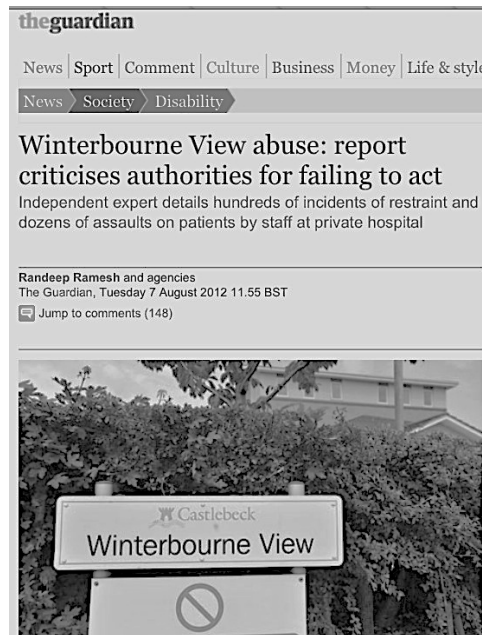 theguardian
News Sport Comment Culture Business Money Life & style
News Society Disability
Winterbourne View abuse: report
criticises authorities for failing to act
Independent expert details hundreds of incidents of restraint and
dozens of assaults on patients by staff at private hospital
Randeep Ramesh and agencies
The Guardian, Tuesday 7 August 2012 11.55 BST
Jump to comments (148)
Castlebeck
Winterbourne View